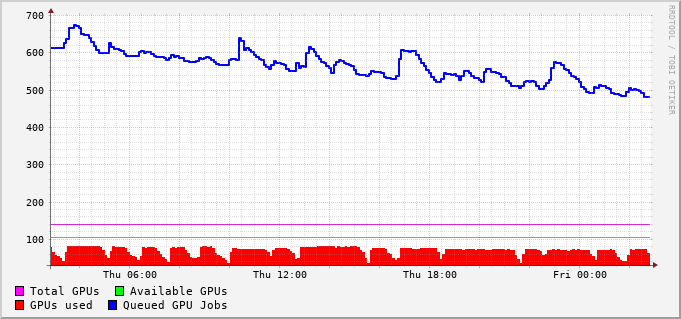 700
600
500
400
300
200
100
Thu 06:00 Thu 12:00 Thu 18:00 Fri 00:00
Total GPUs Available GPUs
GPUs used Queued GPU Jobs
RRDTOOL / TOBI OETIKER